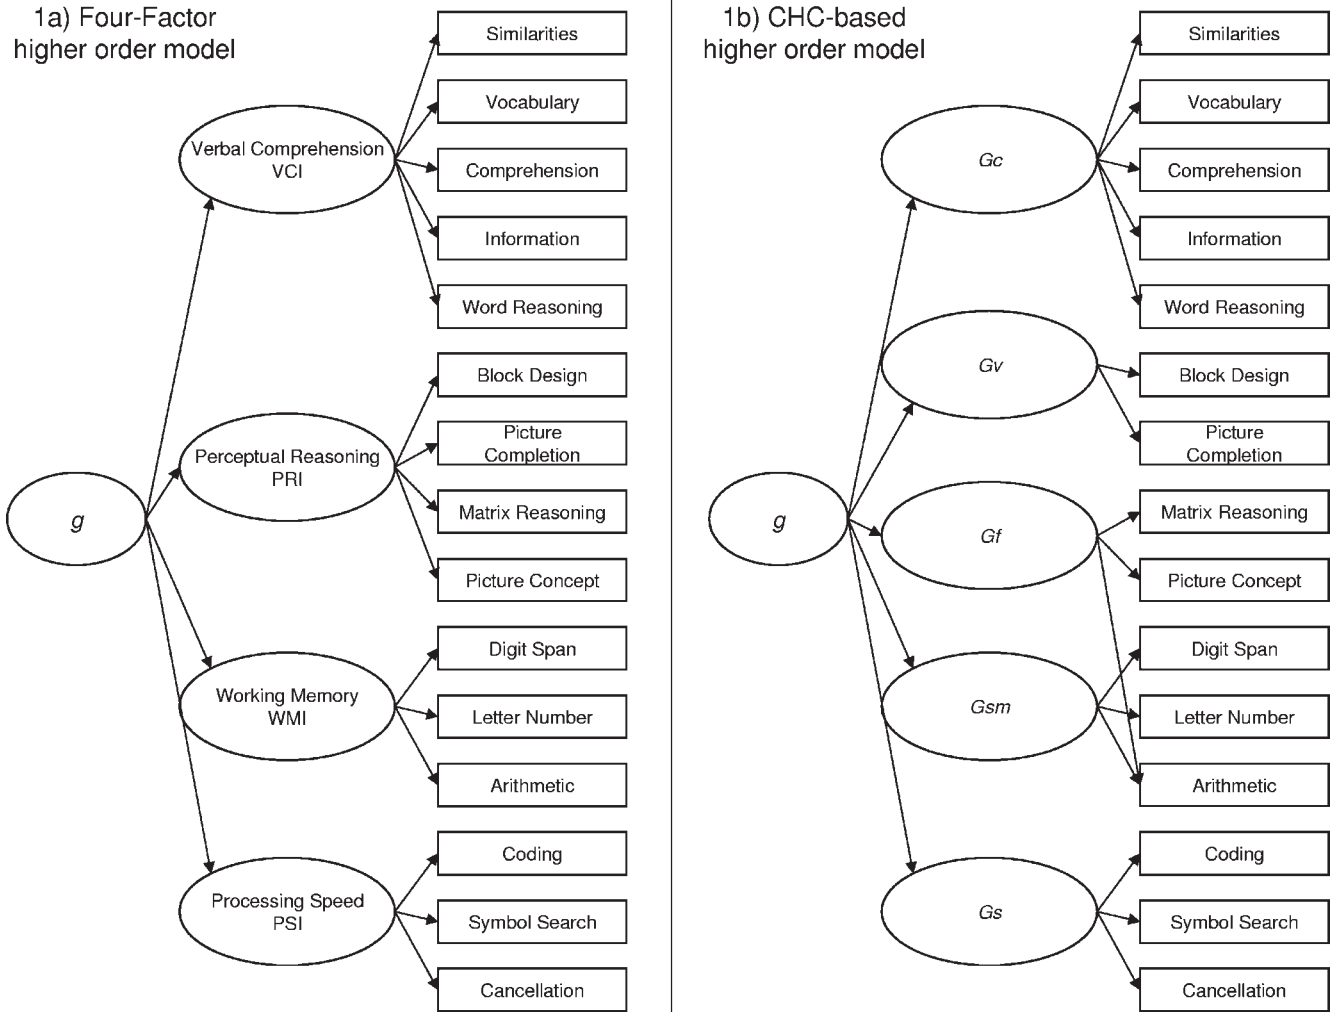 1a) Four-Factor
higher order model
Similarities
Vocabulary
Verbal Comprehension
VCI
Comprehension
Information
Word Reasoning
Block Design
Picture
Completion
Perceptual Reasoning
PRI
Matrix Reasoning
g
Picture Concept
Digit Span
Working Memory
WMI
Letter Number
Arithmetic
Coding
Processing Speed
PSI
Symbol Search
Cancellation
1b) CHC-based
higher order model
Similarities
Vocabulary
Gc
Comprehension
Information
Word Reasoning
Gv
Block Design
Picture
Completion
Matrix Reasoning
g
Gf
Picture Concept
Digit Span
Gsm
Letter Number
Arithmetic
Coding
Gs
Symbol Search
Cancellation